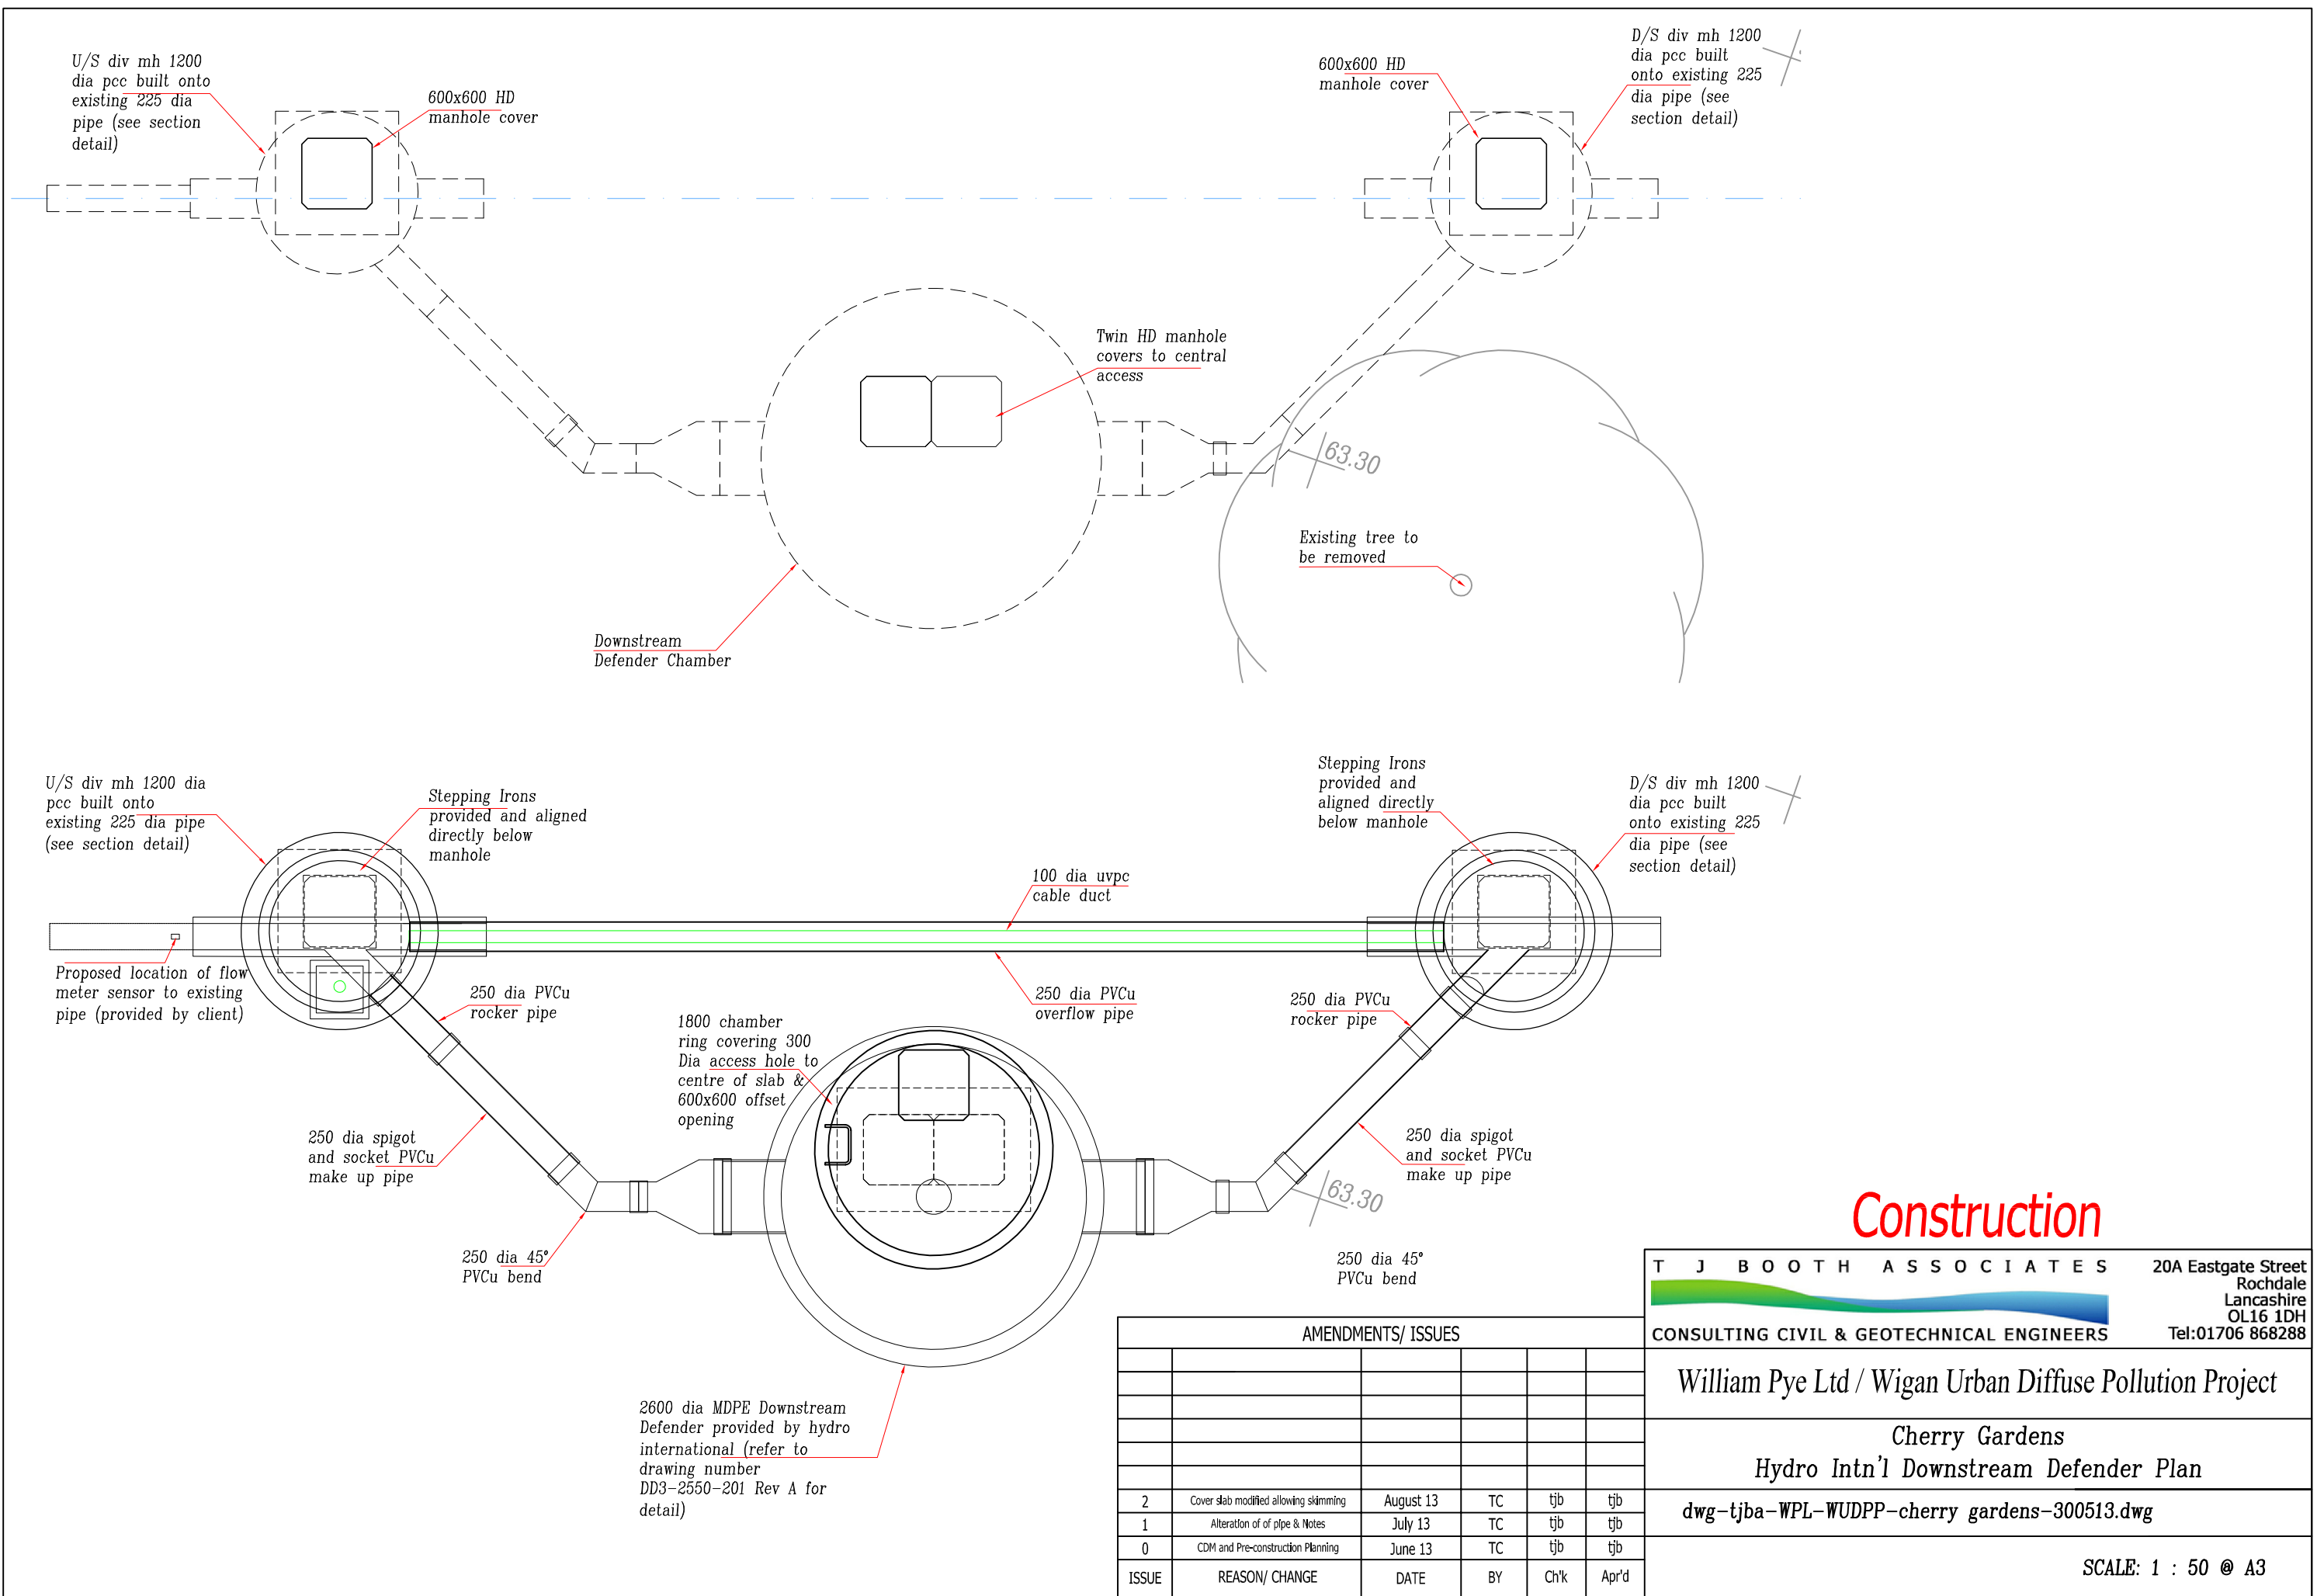 U/S div mh 1200
dia pcc built onto
existing 225 dia
pipe (see section
detail)
600x600 HD
manhole cover
600x600 HD
manhole cover
D/S div mh 1200
dia pcc built
onto existing 225
dia pipe (see
section detail)
Twin HD manhole
covers to central
access
63.30
Existing tree to
be removed
Downstream
Defender Chamber
U/S div mh 1200 dia
pcc built onto
existing 225 dia pipe
(see section detail)
Stepping Irons
provided and aligned
directly below
manhole
Stepping Irons
provided and
aligned directly
below manhole
D/S div mh 1200
dia pcc built
onto existing 225
dia pipe (see
section detail)
100 dia uvpc
cable duct
Proposed location of flow
meter sensor to existing
pipe (provided by client)
250 dia PVCu
rocker pipe
250 dia PVCu
overflow pipe
250 dia PVCu
rocker pipe
1800 chamber
ring covering 300
Dia access hole to
centre of slab &
600x600 offset
opening
250 dia spigot
and socket PVCu
make up pipe
250 dia spigot
and socket PVCu
make up pipe
63.30
250 dia 45°
PVCu bend
250 dia 45°
PVCu bend
2600 dia MDPE Downstream
Defender provided by hydro
international (refer to
drawing number
DD3-2550-201 Rev A for
detail)
Construction
T J BOOTH ASSOCIATES
CONSULTING CIVIL & GEOTECHNICAL ENGINEERS
20A Eastgate Street
Rochdale
Lancashire
OL16 1DH
Tel:01706 868288
William Pye Ltd / Wigan Urban Diffuse Pollution Project
Cherry Gardens
Hydro Intn'l Downstream Defender Plan
dwg-tjba-WPL-WUDPP-cherry gardens-300513.dwg
SCALE: 1 : 50 @ A3
AMENDMENTS/ ISSUES
2 Cover slab modified allowing skimming August 13 TC tjb tjb
1 Alteration of of pipe & Notes July 13 TC tjb tjb
0 CDM and Pre-construction Planning June 13 TC tjb tjb
ISSUE REASON/ CHANGE DATE BY Ch'k Apr'd